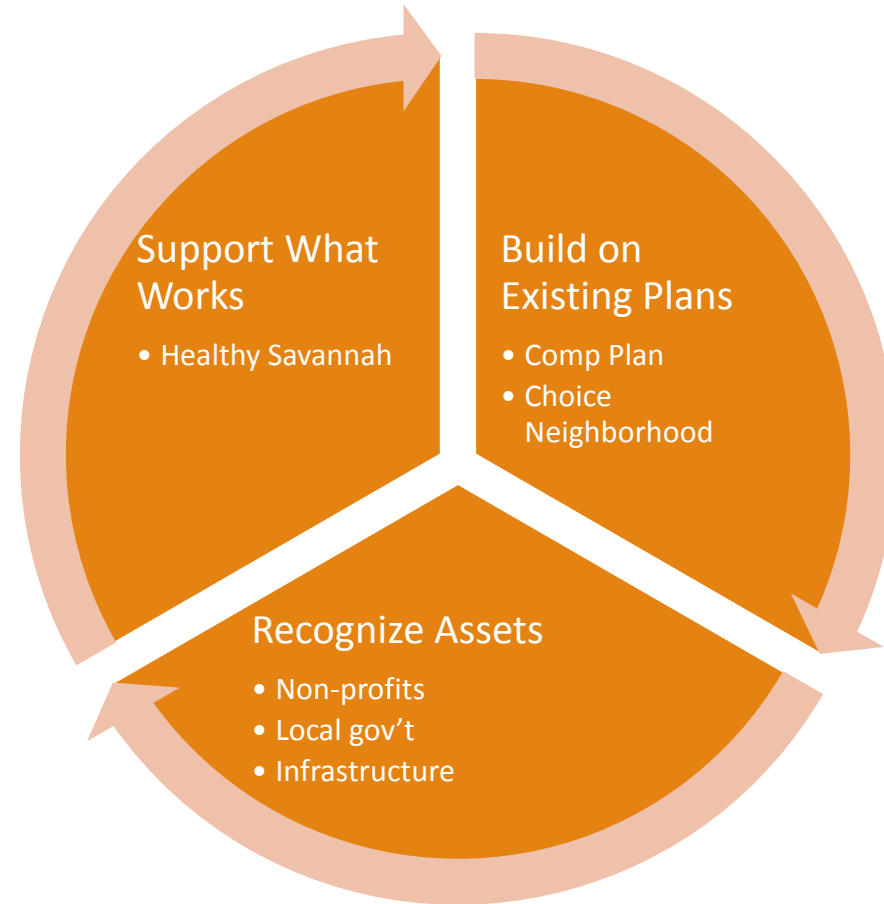 Support What
Works
• Healthy Savannah
Build on
Existing Plans
• Comp Plan
• Choice
Neighborhood
Recognize Assets
• Non-profits
• Local gov’t
• Infrastructure